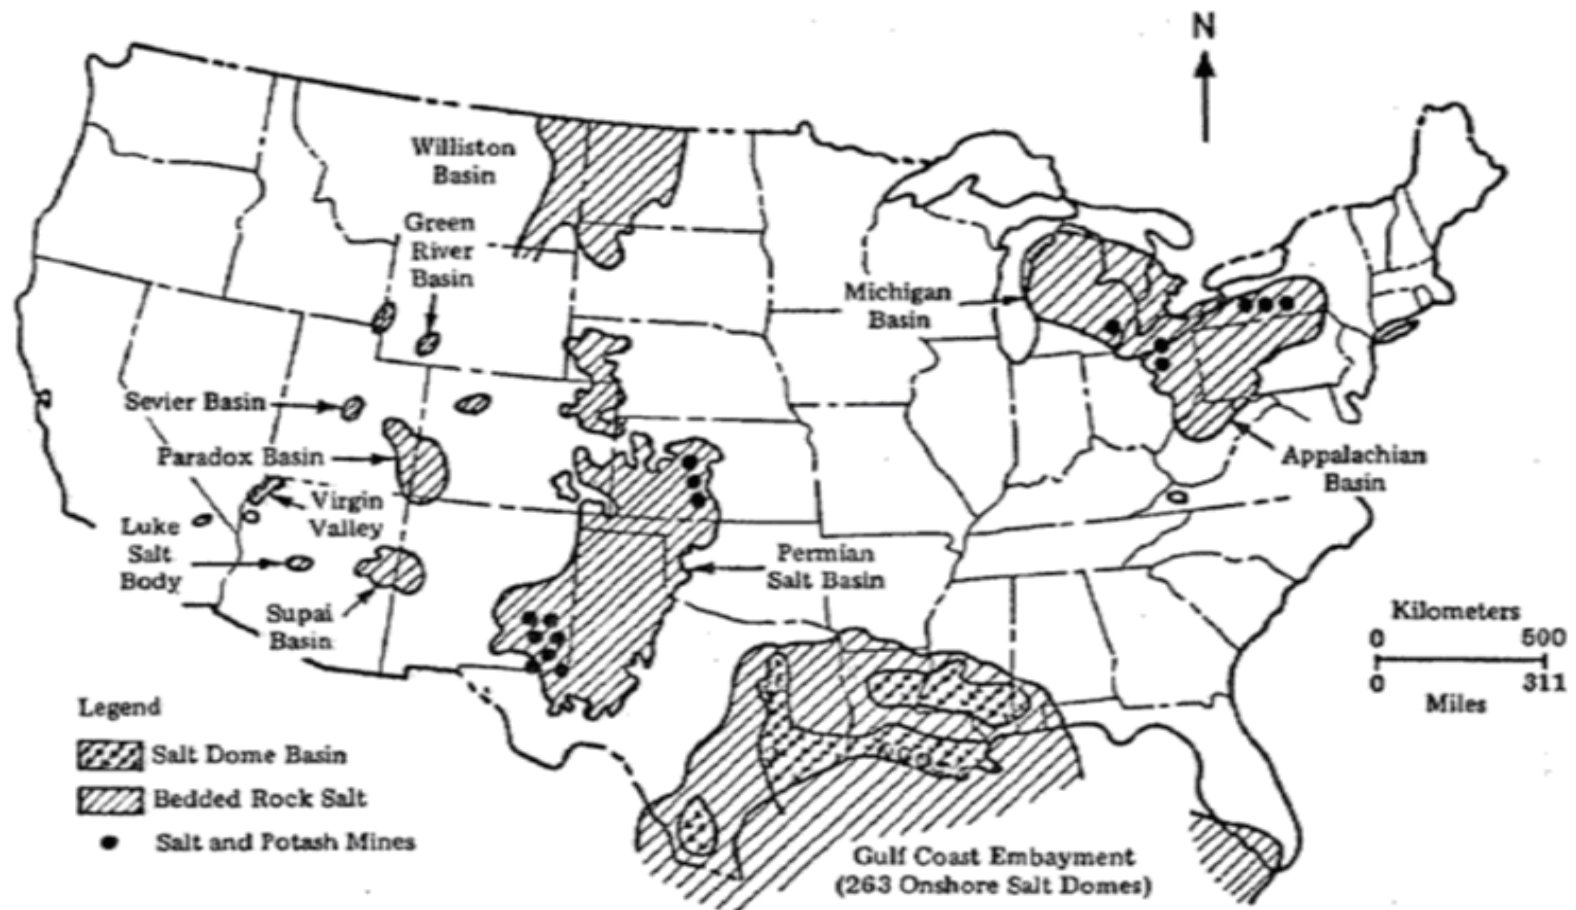 N
Williston
Basin
Green
River
Basin
Michigan
Basin
Sevier Basin
Paradox Basin
Virgin
Valley
Luke
Salt
Body
Supai
Basin
Permian
Salt Basin
Appalachian
Basin
Kilometers
0 500
0 311
Miles
Legend
Salt Dome Basin
Bedded Rock Salt
Salt and Potash Mines
Gulf Coast Embayment
(263 Onshore Salt Domes)